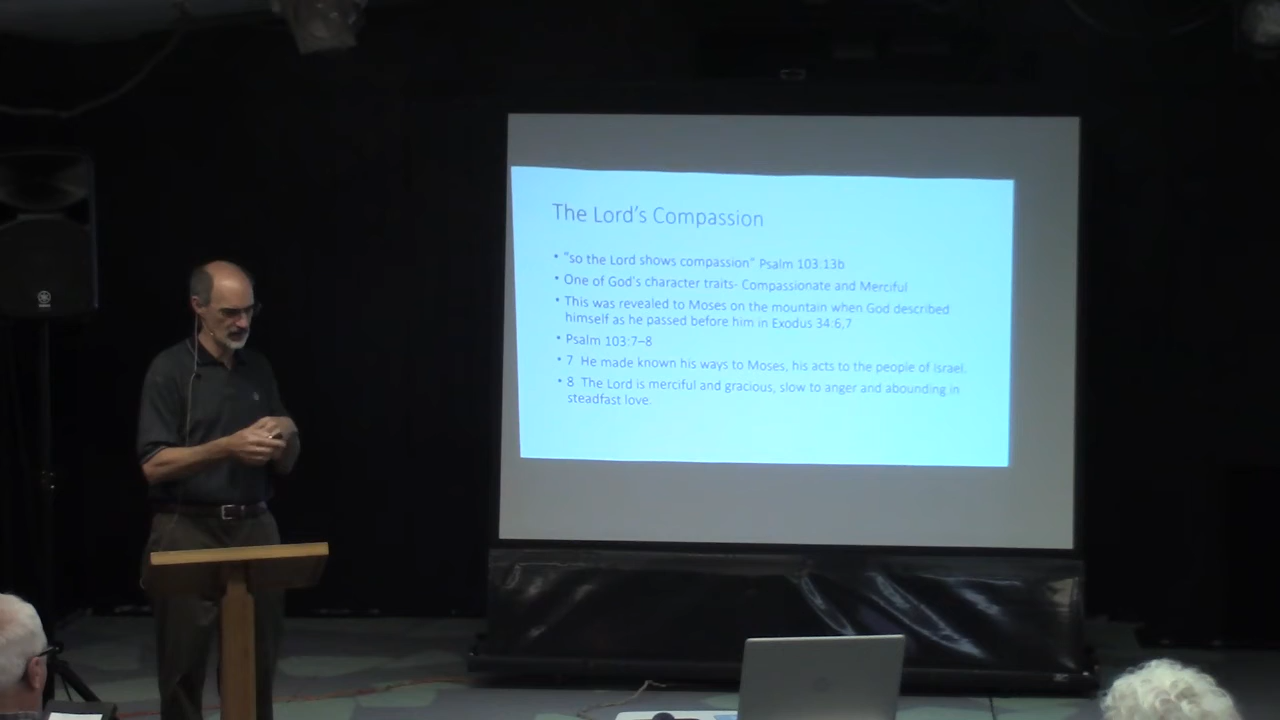 The Lord's Compassion
• "so the Lord shows compassion" Psalm 103:13b
• One of God's character traits- Compassionate and Merciful
• This was revealed to Moses on the mountain when God described
himself as he passed before him in Exodus 34:6,7
• Psalm 103:7–8
• 7 He made known his ways to Moses, his acts to the people of Israel.
• 8 The Lord is merciful and gracious, slow to anger and abounding in
steadfast love.